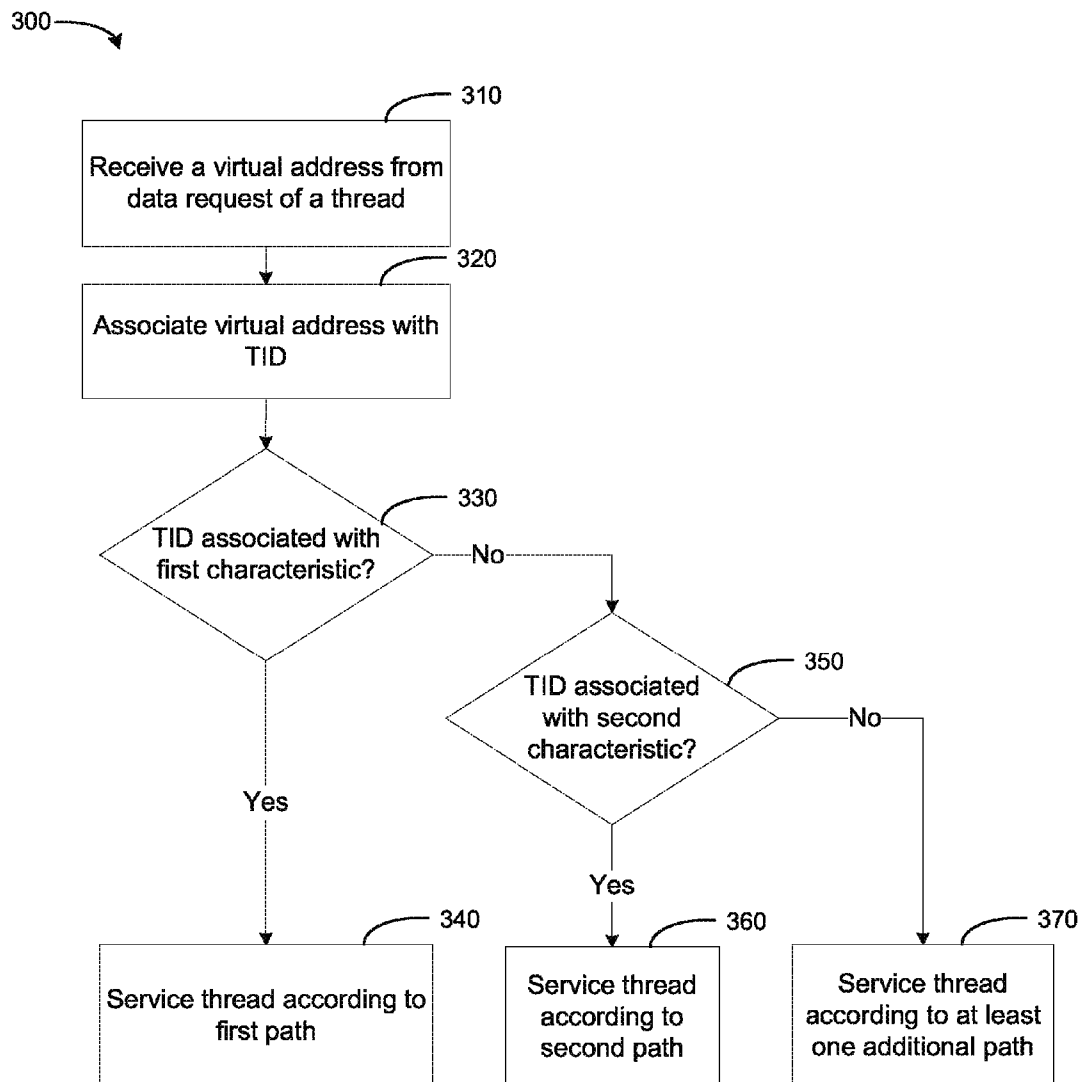 300
310
Receive a virtual address from
data request of a thread
320
Associate virtual address with
TID
330
TID associated with
first characteristic?
No
350
TID associated
with second
characteristic?
No
Yes
Yes
340
Service thread according to
first path
360
Service thread
according to
second path
370
Service thread
according to at least
one additional path